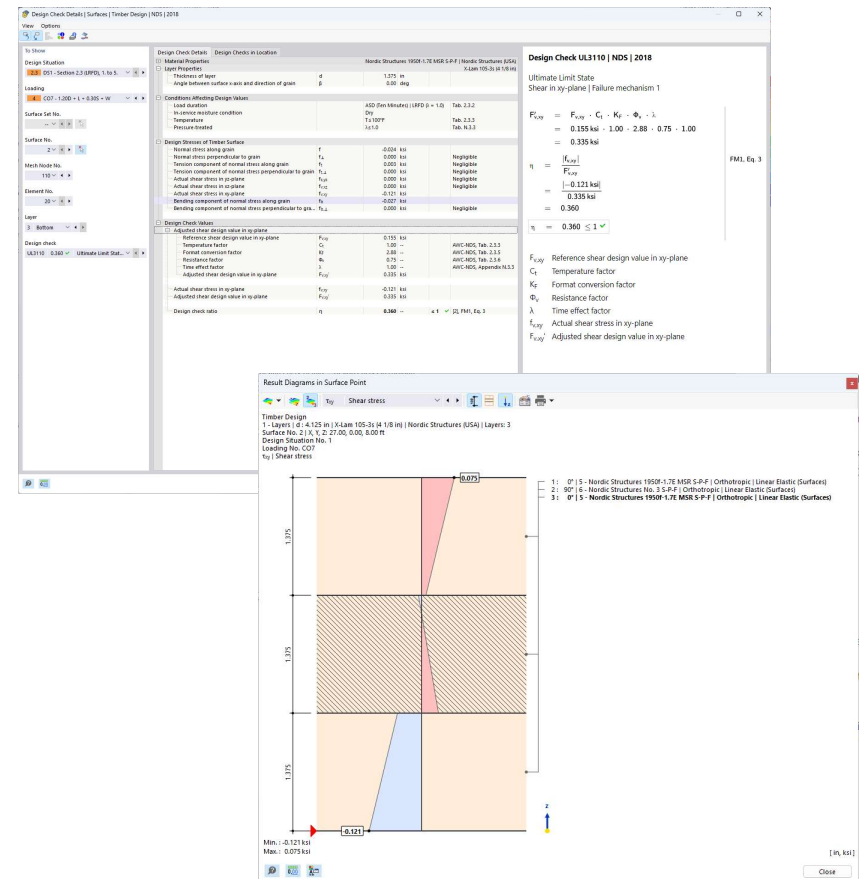 Design Check Details | Surfaces | Timber Design | NDS | 2018
View Options
To Show
Design Situation
2.3 DS1 - Section 2.3 (LRFD), 1. to 5.
Loading
4 CO7 - 1.20D + L + 0.30S + W
Surface Set No.
--
Surface No.
2
Mesh Node No.
110
Element No.
20
Layer
3 Bottom
Design check
UL3110 0.360 ✔ Ultimate Limit Stat...
Design Check Details Design Checks in Location
Material Properties Nordic Structures 1950f-1.7E MSR S-P-F | Nordic Structures (USA)
Layer Properties X-Lam 105-3s (4 1/8 in)
Thickness of layer d 1.375 in
Angle between surface x-axis and direction of grain β 0.00 deg
Conditions Affecting Design Values
Load duration ASD (Ten Minutes) | LRFD (λ = 1.0) Tab. 2.3.2
In-service moisture condition Dry
Temperature T≤100°F Tab. 2.3.3
Pressure treated λ≤1.0 Tab. N.3.3
Design Stresses of Timber Surface
Normal stress along grain f -0.024 ksi
Normal stress perpendicular to grain f⊥ 0.000 ksi Negligible
Tension component of normal stress along grain ft 0.003 ksi Negligible
Tension component of normal stress perpendicular to grain ft,⊥ 0.000 ksi Negligible
Actual shear stress in yz-plane fv,yz 0.000 ksi Negligible
Actual shear stress in xz-plane fv,xz 0.000 ksi Negligible
Actual shear stress in xy-plane fv,xy -0.121 ksi
Bending component of normal stress along grain fb -0.027 ksi
Bending component of normal stress perpendicular to gra... fb,⊥ 0.000 ksi Negligible
Design Check Values
Adjusted shear design value in xy-plane
Reference shear design value in xy-plane Fv,xy 0.155 ksi
Temperature factor Ct 1.00 -- AWC-NDS, Tab. 2.3.3
Format conversion factor KF 2.88 -- AWC-NDS, Tab. 2.3.5
Resistance factor Φv 0.75 -- AWC-NDS, Tab. 2.3.6
Time effect factor λ 1.00 -- AWC-NDS, Appendix N.3.3
Adjusted shear design value in xy-plane Fv,xy' 0.335 ksi
Actual shear stress in xy-plane fv,xy -0.121 ksi
Adjusted shear design value in xy-plane Fv,xy' 0.335 ksi
Design check ratio η 0.360 -- ≤ 1 ✔ [2], FM1, Eq. 3
Design Check UL3110 | NDS | 2018
Ultimate Limit State
Shear in xy-plane | Failure mechanism 1
F'v,xy = Fv,xy · Ct · KF · Φv · λ
= 0.155 ksi · 1.00 · 2.88 · 0.75 · 1.00
= 0.335 ksi
η = |fv,xy| / F'v,xy FM1, Eq. 3
= |−0.121 ksi| / 0.335 ksi
= 0.360
η = 0.360 ≤ 1 ✔
Fv,xy Reference shear design value in xy-plane
Ct Temperature factor
KF Format conversion factor
Φv Resistance factor
λ Time effect factor
fv,xy Actual shear stress in xy-plane
Fv,xy' Adjusted shear design value in xy-plane
Result Diagrams in Surface Point
τxy Shear stress
Timber Design
1 - Layers | d : 4.125 in | X-Lam 105-3s (4 1/8 in) | Nordic Structures (USA) | Layers: 3
Surface No. 2 | X, Y, Z: 27.00, 0.00, 8.00 ft
Design Situation No. 1
Loading No. CO7
τxy | Shear stress
0.075
1 : 0° | 5 - Nordic Structures 1950f-1.7E MSR S-P-F | Orthotropic | Linear Elastic (Surfaces)
2 : 90° | 6 - Nordic Structures No. 3 S-P-F | Orthotropic | Linear Elastic (Surfaces)
3 : 0° | 5 - Nordic Structures 1950f-1.7E MSR S-P-F | Orthotropic | Linear Elastic (Surfaces)
1.375
1.375
1.375
z
-0.121
Min. : -0.121 ksi
Max. : 0.075 ksi
[ in, ksi ]
Close